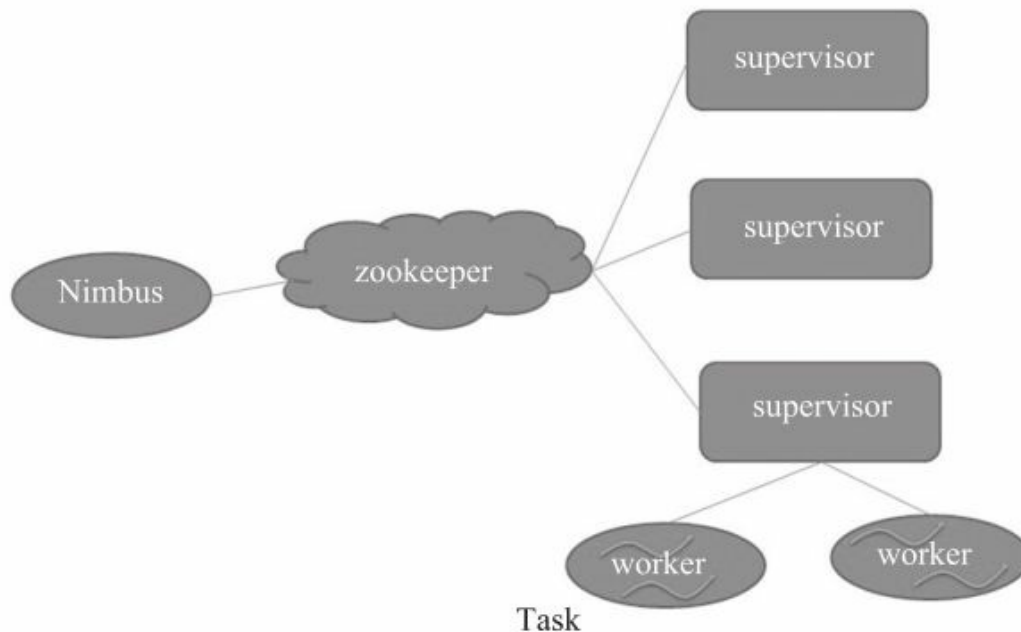 supervisor
supervisor
zookeeper
Nimbus
supervisor
worker
worker
Task